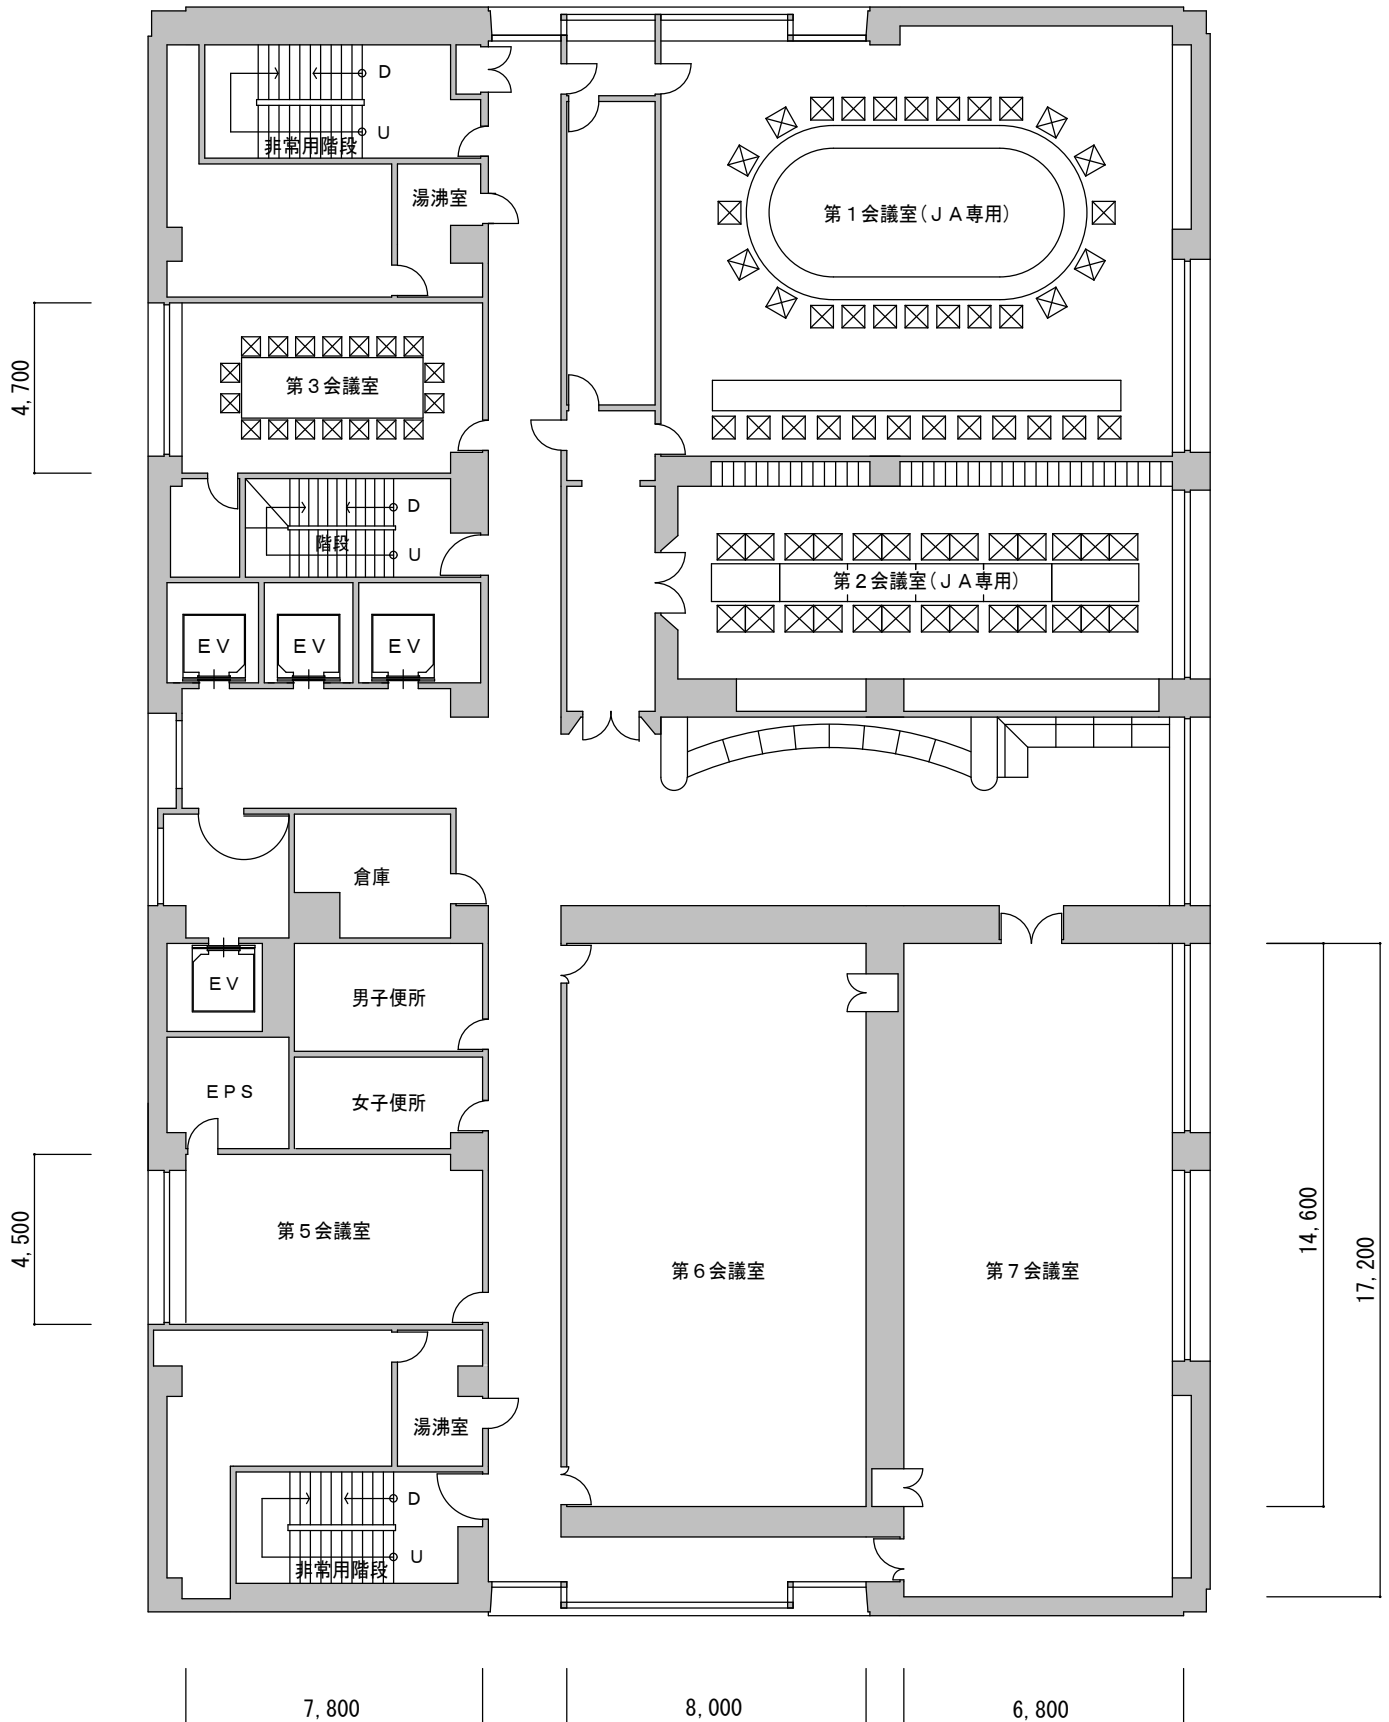 D
U
非常用階段
湯沸室
第１会議室(ＪＡ専用)
4,700
第３会議室
D
階段
U
第２会議室(ＪＡ専用)
ＥＶ
ＥＶ
ＥＶ
倉庫
ＥＶ
男子便所
ＥＰＳ
女子便所
4,500
第５会議室
第６会議室
第７会議室
14,600
17,200
湯沸室
D
U
非常用階段
7,800
8,000
6,800